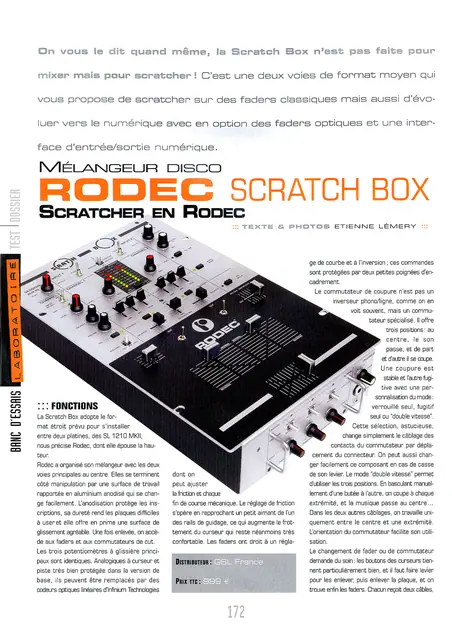 On vous le dit quand même, la Scratch Box n'est pas faite pour
mixer mais pour scratcher ! C'est une deux voies de format moyen qui
vous propose de scratcher sur des faders classiques mais aussi d'évo-
luer vers le numérique avec en option des faders optiques et une inter-
face d'entrée/sortie numérique.
MÉLANGEUR DISCO
RODEC SCRATCH BOX
SCRATCHER EN RODEC
::: TEXTE & PHOTOS ETIENNE LÉMERY :::
BANC D'ESSAIS
LABORATOIRE
TEST
DOSSIER
RODEC
::: FONCTIONS
La Scratch Box adopte le for-
mat étroit prévu pour s'installer
entre deux platines, des SL 1210 MKII,
nous précise Rodec, dont elle épouse la hau-
teur.
Rodec a organisé son mélangeur avec les deux
voies principales au centre. Elles se terminent
côté manipulation par une surface de travail
rapportée en aluminium anodisé qui se chan-
ge facilement. L'anodisation protège les ins-
criptions, sa dureté rend les plaques difficiles
à user et elle offre en prime une surface de
glissement agréable. Une fois enlevée, on accè-
de aux faders et aux commutateurs de cut.
Les trois potentiomètres à glissière princi-
paux sont identiques. Analogiques à curseur et
piste très bien protégée dans la version de
base, ils peuvent être remplacés par des
codeurs optiques linéaires d'Infinium Technologies
dont on
peut ajuster
la friction et chaque
fin de course mécanique. Le réglage de friction
s'opère en rapprochant un petit aimant de l'un
des rails de guidage, ce qui augmente le frot-
tement du curseur qui reste néanmoins très
confortable. Les faders ont droit à un régla-
DISTRIBUTEUR : GSL France
PRIX TTC : 999 €
ge de courbe et à l'inversion ; ces commandes
sont protégées par deux petites poignées d'en-
cadrement.
Le commutateur de coupure n'est pas un
inverseur phono/ligne, comme on en
voit souvent, mais un commu-
tateur spécialisé. Il offre
trois positions : au
centre, le son
passe, et de part
et d'autre il se coupe.
Une coupure est
stable et l'autre fugi-
tive avec une per-
sonnalisation du mode :
verrouillé seul, fugitif
seul ou "double vitesse".
Cette sélection, astucieuse,
change simplement le câblage des
contacts du commutateur par dépla-
cement du connecteur. On peut aussi chan-
ger facilement ce composant en cas de casse
de son levier. Le mode "double vitesse" permet
d'utiliser les trois positions. En basculant manuel-
lement d'une butée à l'autre, on coupe à chaque
extrémité, et la musique passe au centre...
Dans les deux autres câblages, on travaille uni-
quement entre le centre et une extrémité.
L'orientation du commutateur facilite son utili-
sation.
Le changement de fader ou de commutateur
demande du soin : les boutons des curseurs tien-
nent particulièrement bien, et il faut faire levier
pour les enlever, puis enlever la plaque, et on
trouve enfin les faders. Chacun reçoit deux câbles,
172